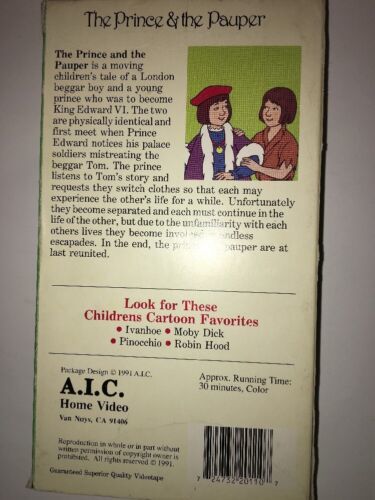 The Prince & the Pauper
The Prince and the
Pauper is a moving
children's tale of a London
beggar boy and a young
prince who was to become
King Edward VI. The two
are physically identical and
first meet when Prince
Edward notices his palace
soldiers mistreating the
beggar Tom. The prince
listens to Tom's story and
requests they switch clothes so that each may
experience the other's life for a while. Unfortunately
they become separated and each must continue in the
life of the other, but due to the unfamiliarity with each
others lives they become in
escapades. In the end, the pauper are at
last reunited.
Look for These
Childrens Cartoon Favorites
• Ivanhoe • Moby Dick
• Pinocchio • Robin Hood
Package Design © 1991 A.I.C.
A.I.C.
Home Video
Van Nuys, CA 91406
Approx. Running Time:
30 minutes, Color
Reproduction in whole or in part without
written permission of copyright owner is
prohibited. All rights reserved © 1991.
Guaranteed Superior Quality Videotape
7 24732 20110 7